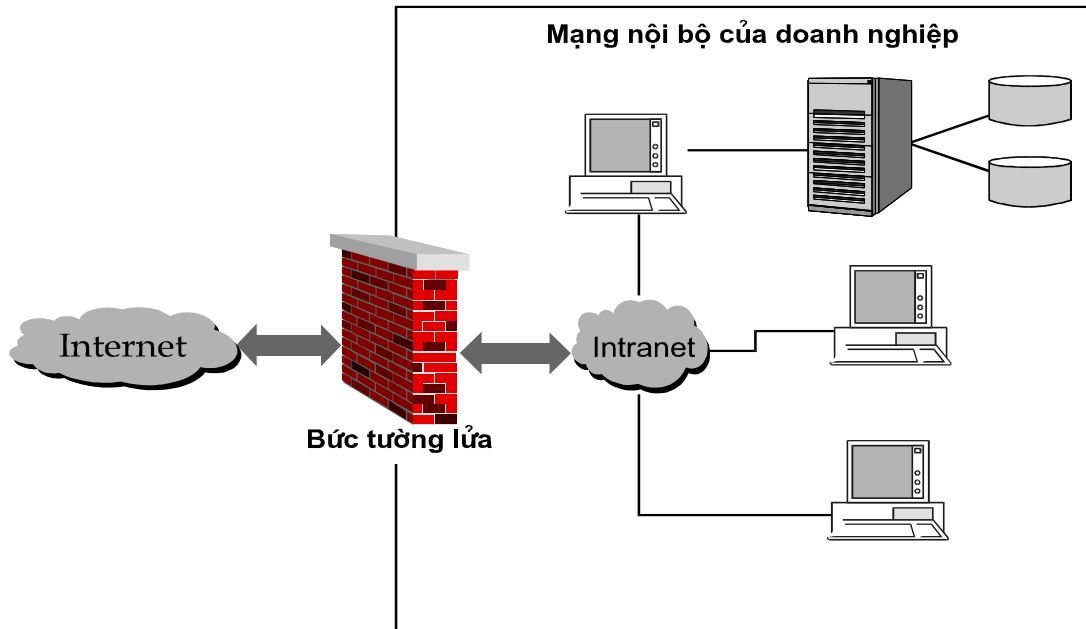 Mạng nội bộ của doanh nghiệp
Internet
Intranet
Bức tường lửa